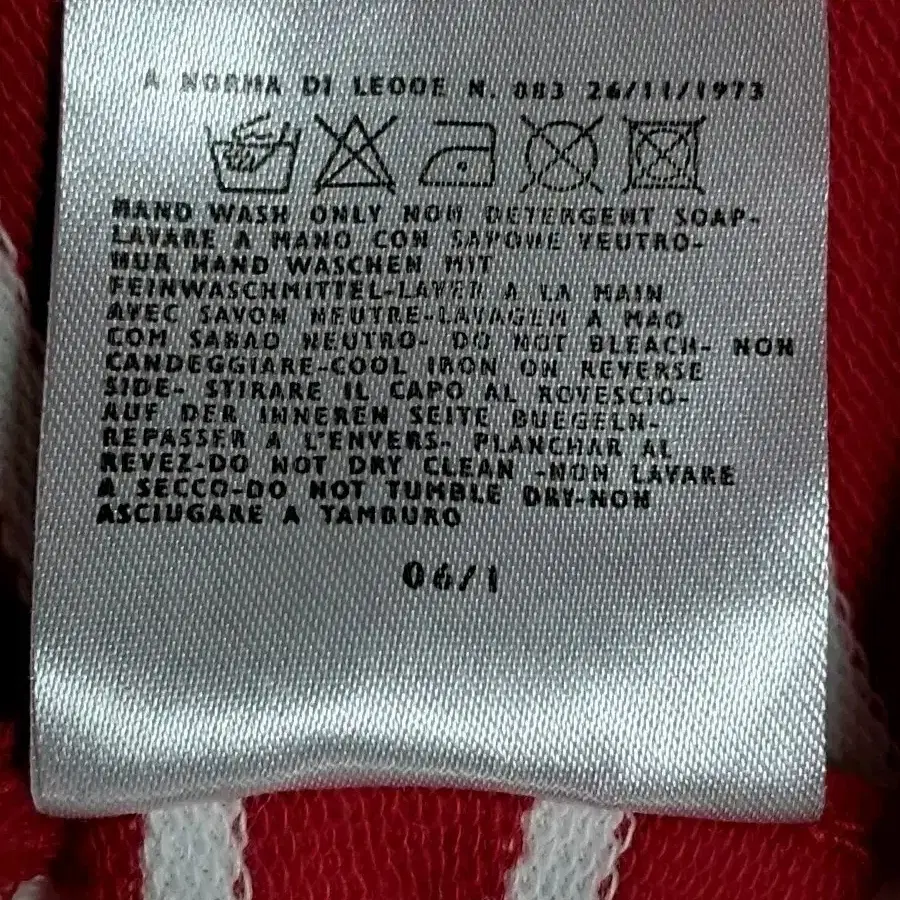 A NORMA DI LEGGE N. 883 26/11/1973
HAND WASH ONLY NON DETERGENT SOAP-
LAVARE A MANO CON SAPONE NEUTRO-
NUR HAND WASCHEN MIT
FEINWASCHMITTEL-LAVER A LA MAIN
AVEC SAVON NEUTRE-LAVAGEM A MAO
COM SABAO NEUTRO- DO NOT BLEACH- NON
CANDEGGIARE-COOL IRON ON REVERSE
SIDE- STIRARE IL CAPO AL ROVESCIO-
AUF DER INNEREN SEITE BUEGELN-
REPASSER A L'ENVERS- PLANCHAR AL
REVEZ-DO NOT DRY CLEAN -NON LAVARE
A SECCO-DO NOT TUMBLE DRY-NON
ASCIUGARE A TAMBURO
06/1